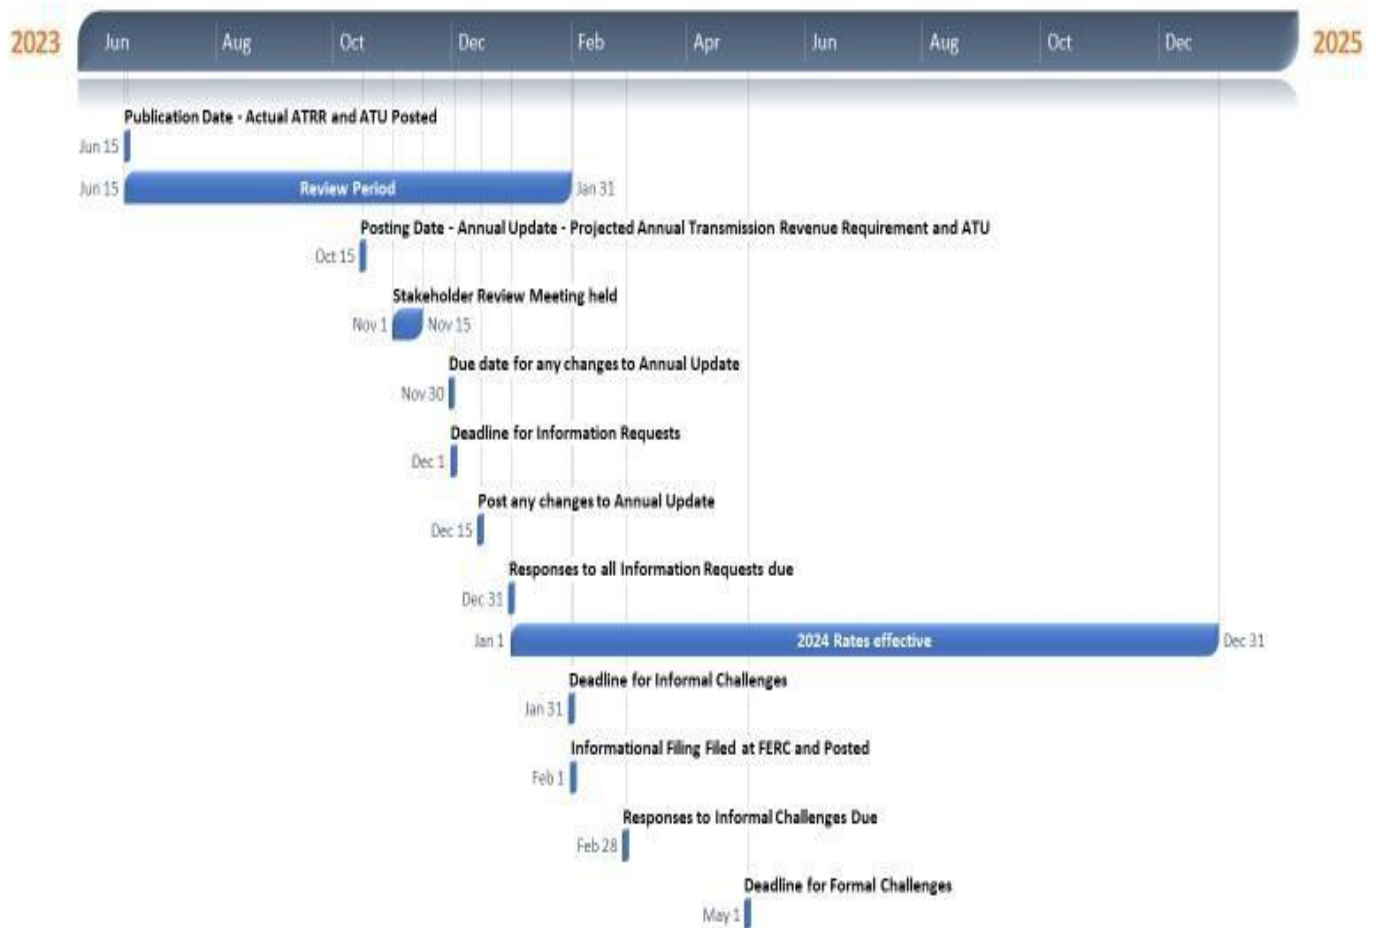 2023 Jun Aug Oct Dec Feb Apr Jun Aug Oct Dec 2025
Publication Date - Actual ATRR and ATU Posted
Jun 15
Jun 15 Review Period Jan 31
Posting Date - Annual Update - Projected Annual Transmission Revenue Requirement and ATU
Oct 15
Stakeholder Review Meeting held
Nov 1 Nov 15
Due date for any changes to Annual Update
Nov 30
Deadline for Information Requests
Dec 1
Post any changes to Annual Update
Dec 15
Responses to all Information Requests due
Dec 31
Jan 1 2024 Rates effective Dec 31
Deadline for Informal Challenges
Jan 31
Informational Filing Filed at FERC and Posted
Feb 1
Responses to Informal Challenges Due
Feb 28
Deadline for Formal Challenges
May 1